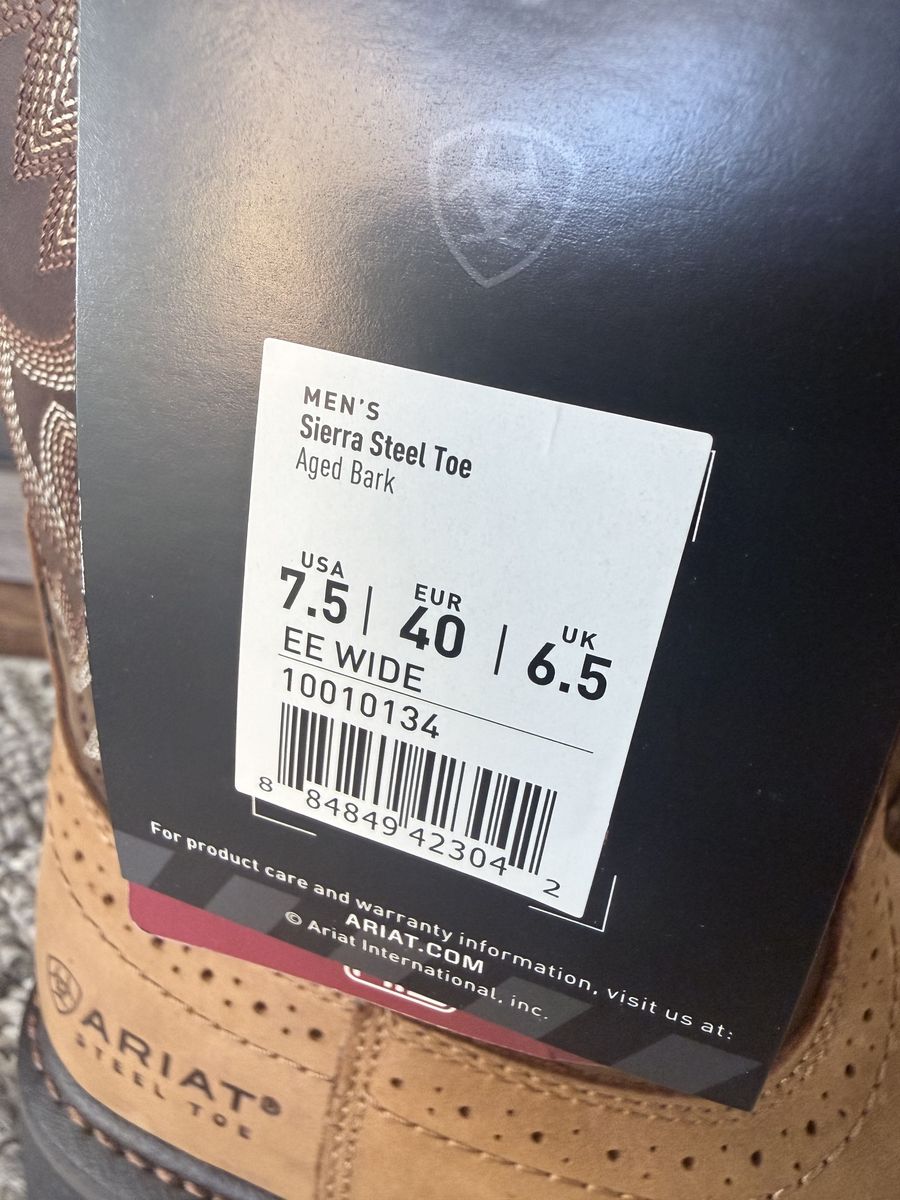 MEN'S
Sierra Steel Toe
Aged Bark
USA EUR UK
7.5 | 40 | 6.5
EE WIDE
10010134
8 84849 42304 2
For product care and warranty information, visit us at:
ARIAT.COM
© Ariat International, inc.
ARIAT®
STEEL TOE